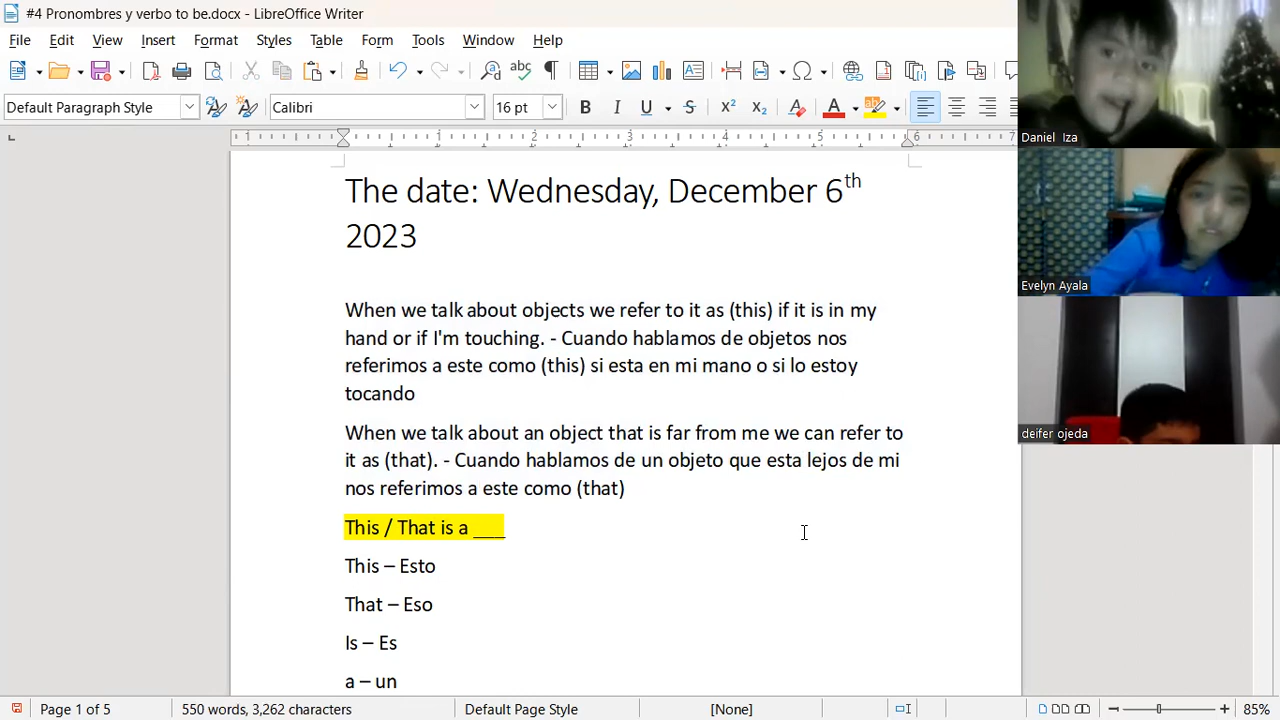 #4 Pronombres y verbo to be.docx - LibreOffice Writer
File Edit View Insert Format Styles Table Form Tools Window Help
Default Paragraph Style Calibri 16 pt
Daniel Iza
The date: Wednesday, December 6th
2023
Evelyn Ayala
When we talk about objects we refer to it as (this) if it is in my
hand or if I'm touching. - Cuando hablamos de objetos nos
referimos a este como (this) si esta en mi mano o si lo estoy
tocando
deifer ojeda
When we talk about an object that is far from me we can refer to
it as (that). - Cuando hablamos de un objeto que esta lejos de mi
nos referimos a este como (that)
This / That is a ___
This – Esto
That – Eso
Is – Es
a – un
Page 1 of 5 550 words, 3,262 characters Default Page Style [None] 85%